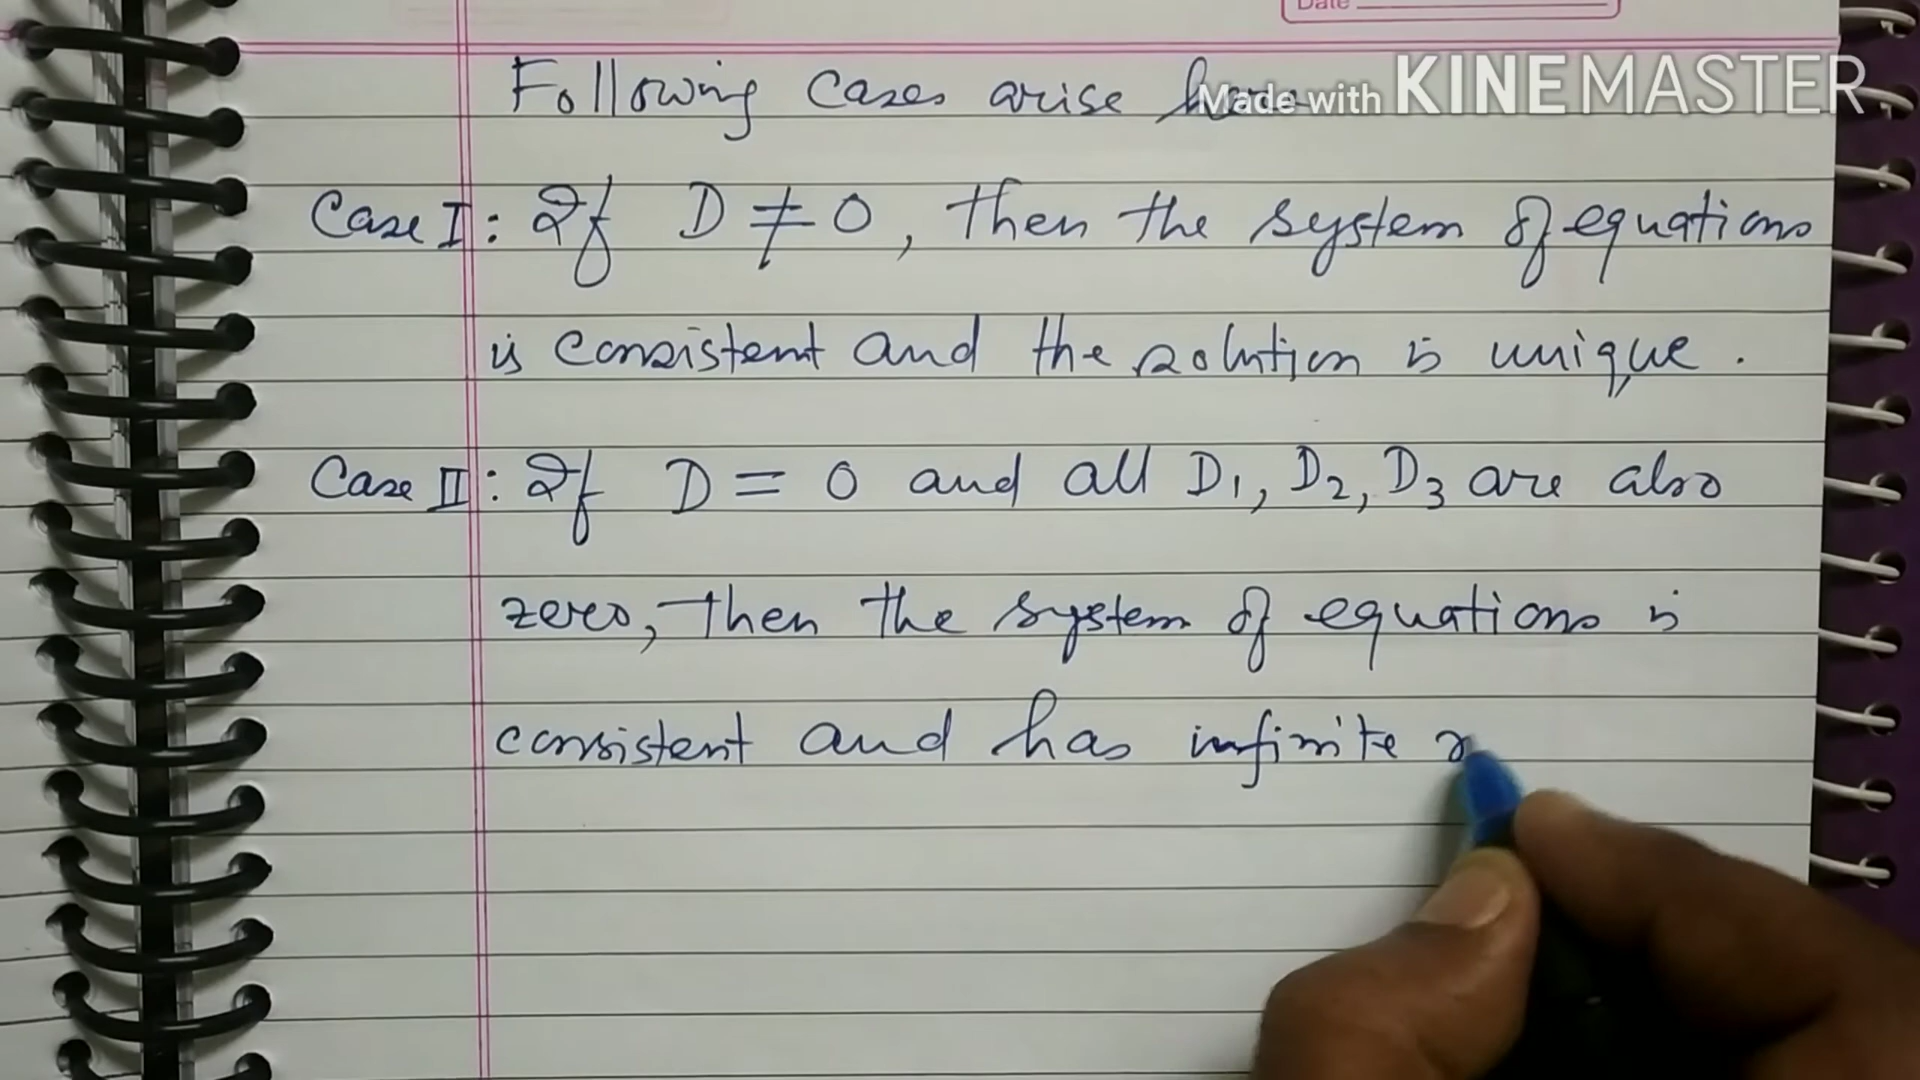 Date
Following Cases arise here
Made with KINEMASTER
Case I : If D ≠ 0, then the system of equations
is consistent and the solution is unique.
Case II : If D = 0 and all D1, D2, D3 are also
zero, then the system of equations is
consistent and has infinite s